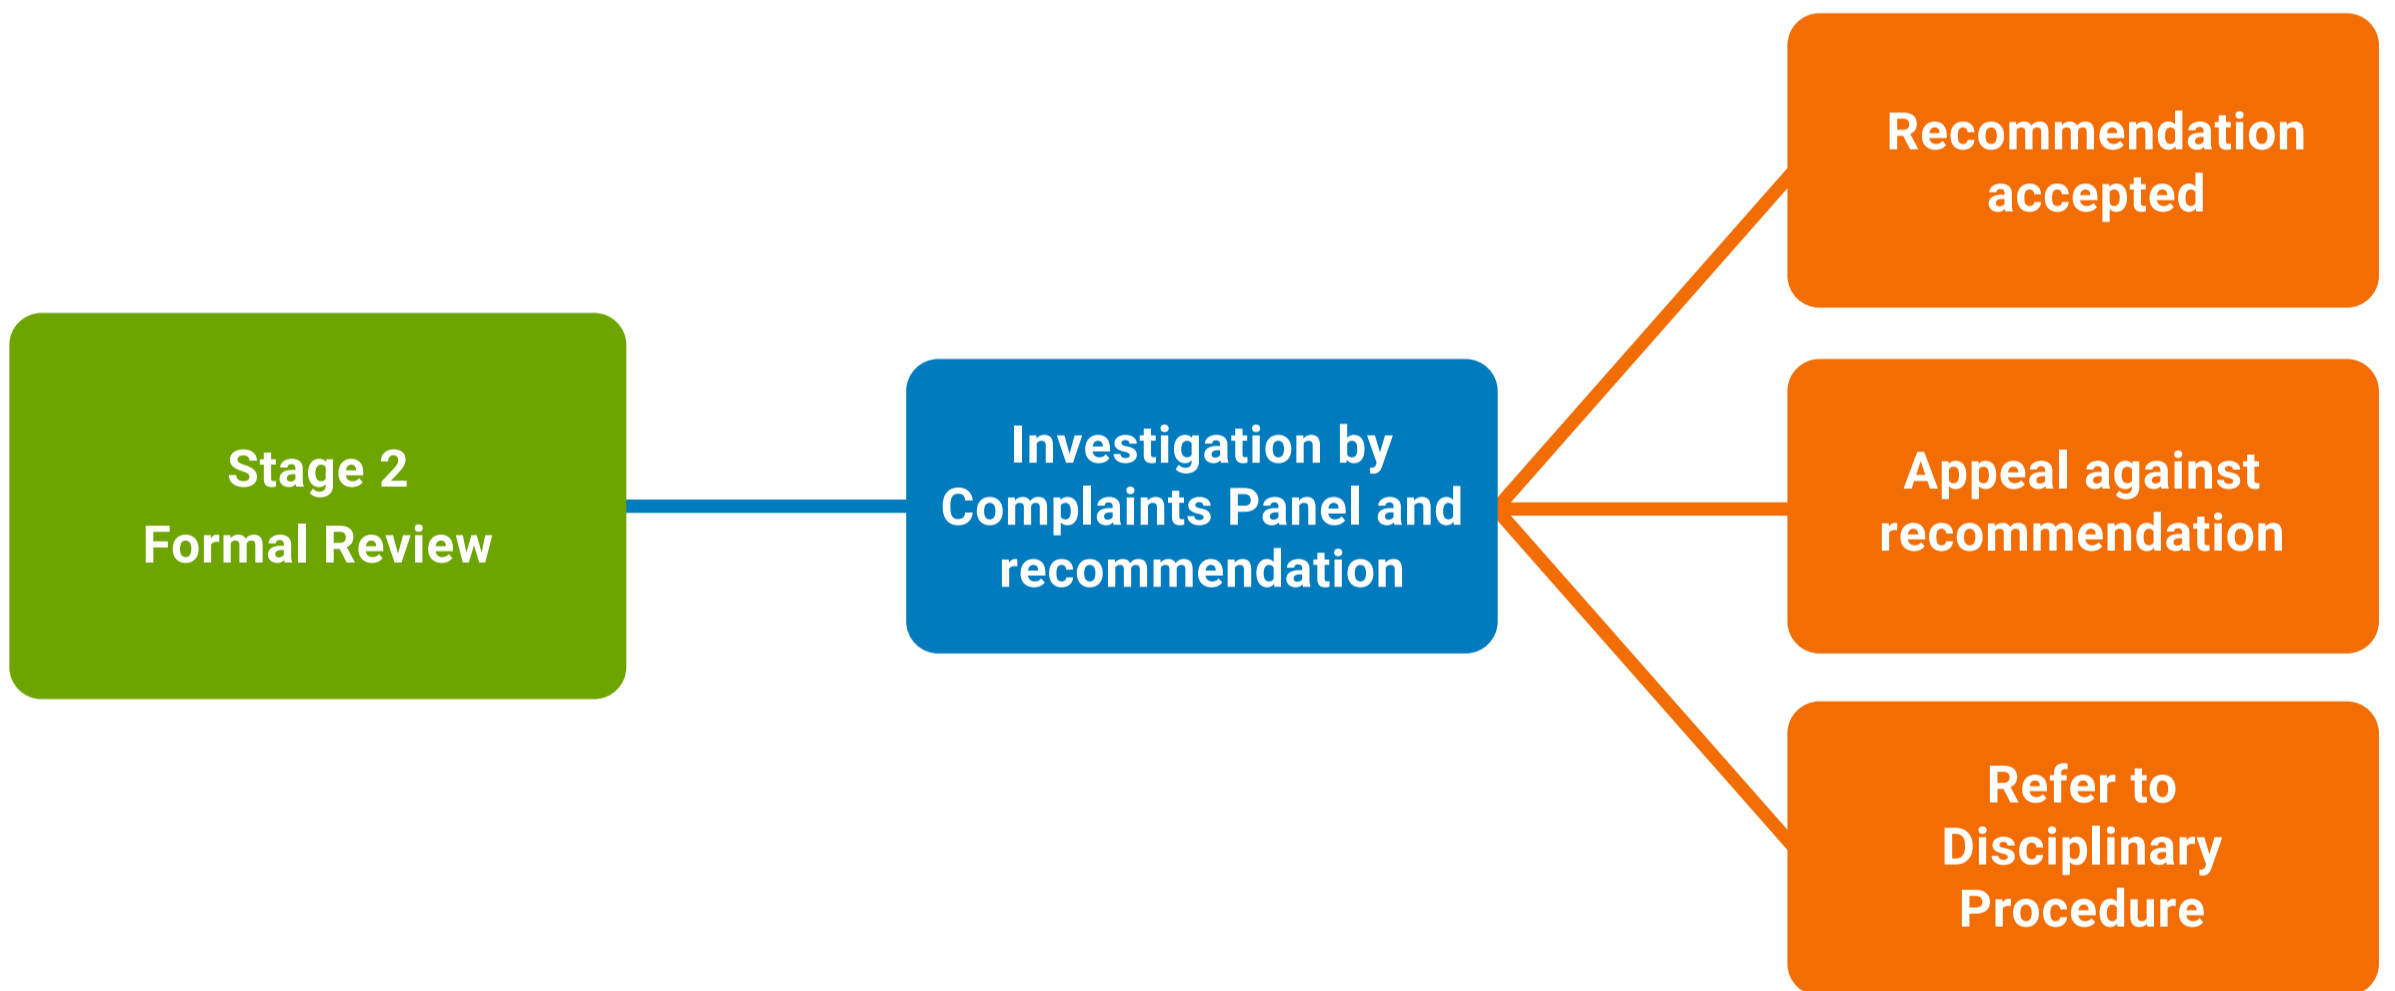 Stage 2
Formal Review
Investigation by
Complaints Panel and
recommendation
Recommendation
accepted
Appeal against
recommendation
Refer to
Disciplinary
Procedure